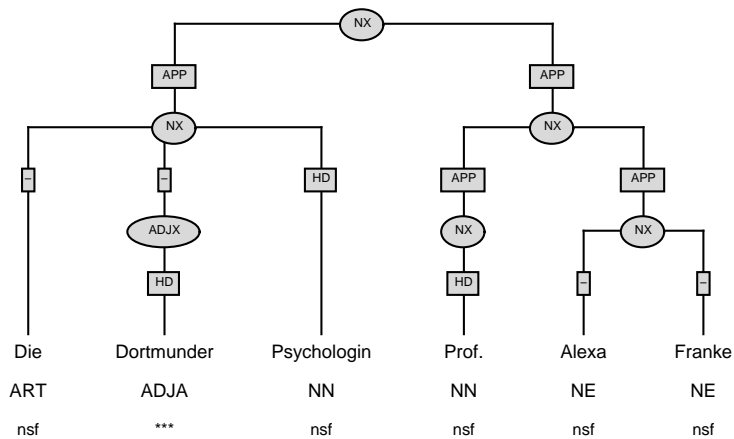 NX
APP APP
NX NX
– – HD APP APP
ADJX NX NX
HD HD – –
Die Dortmunder Psychologin Prof. Alexa Franke
ART ADJA NN NN NE NE
nsf *** nsf nsf nsf nsf